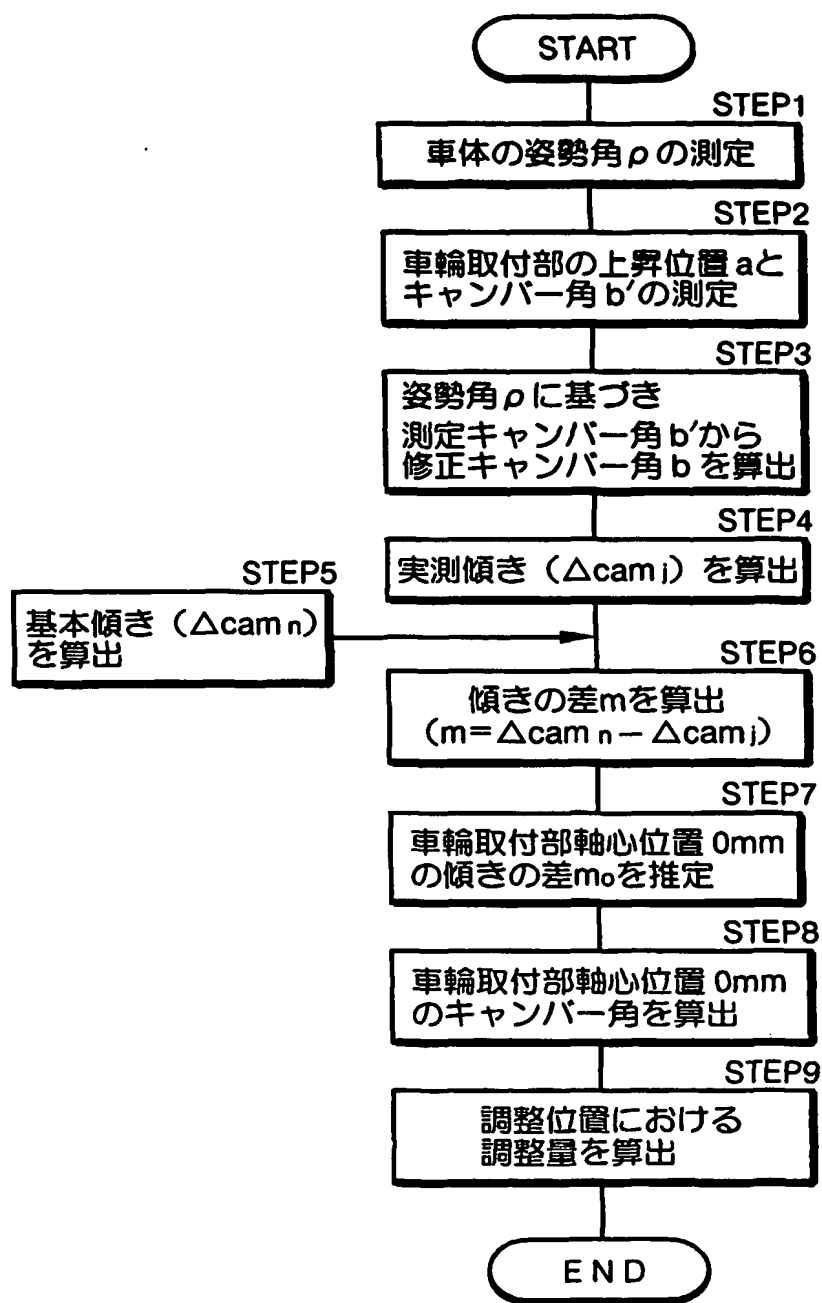 START
STEP1
車体の姿勢角ρの測定
STEP2
車輪取付部の上昇位置aと
キャンバー角b′の測定
STEP3
姿勢角ρに基づき
測定キャンバー角b′から
修正キャンバー角bを算出
STEP4
実測傾き（△camj）を算出
STEP5
基本傾き（△camn）
を算出
STEP6
傾きの差mを算出
（m=△camn－△camj）
STEP7
車輪取付部軸心位置0mm
の傾きの差m₀を推定
STEP8
車輪取付部軸心位置0mm
のキャンバー角を算出
STEP9
調整位置における
調整量を算出
END